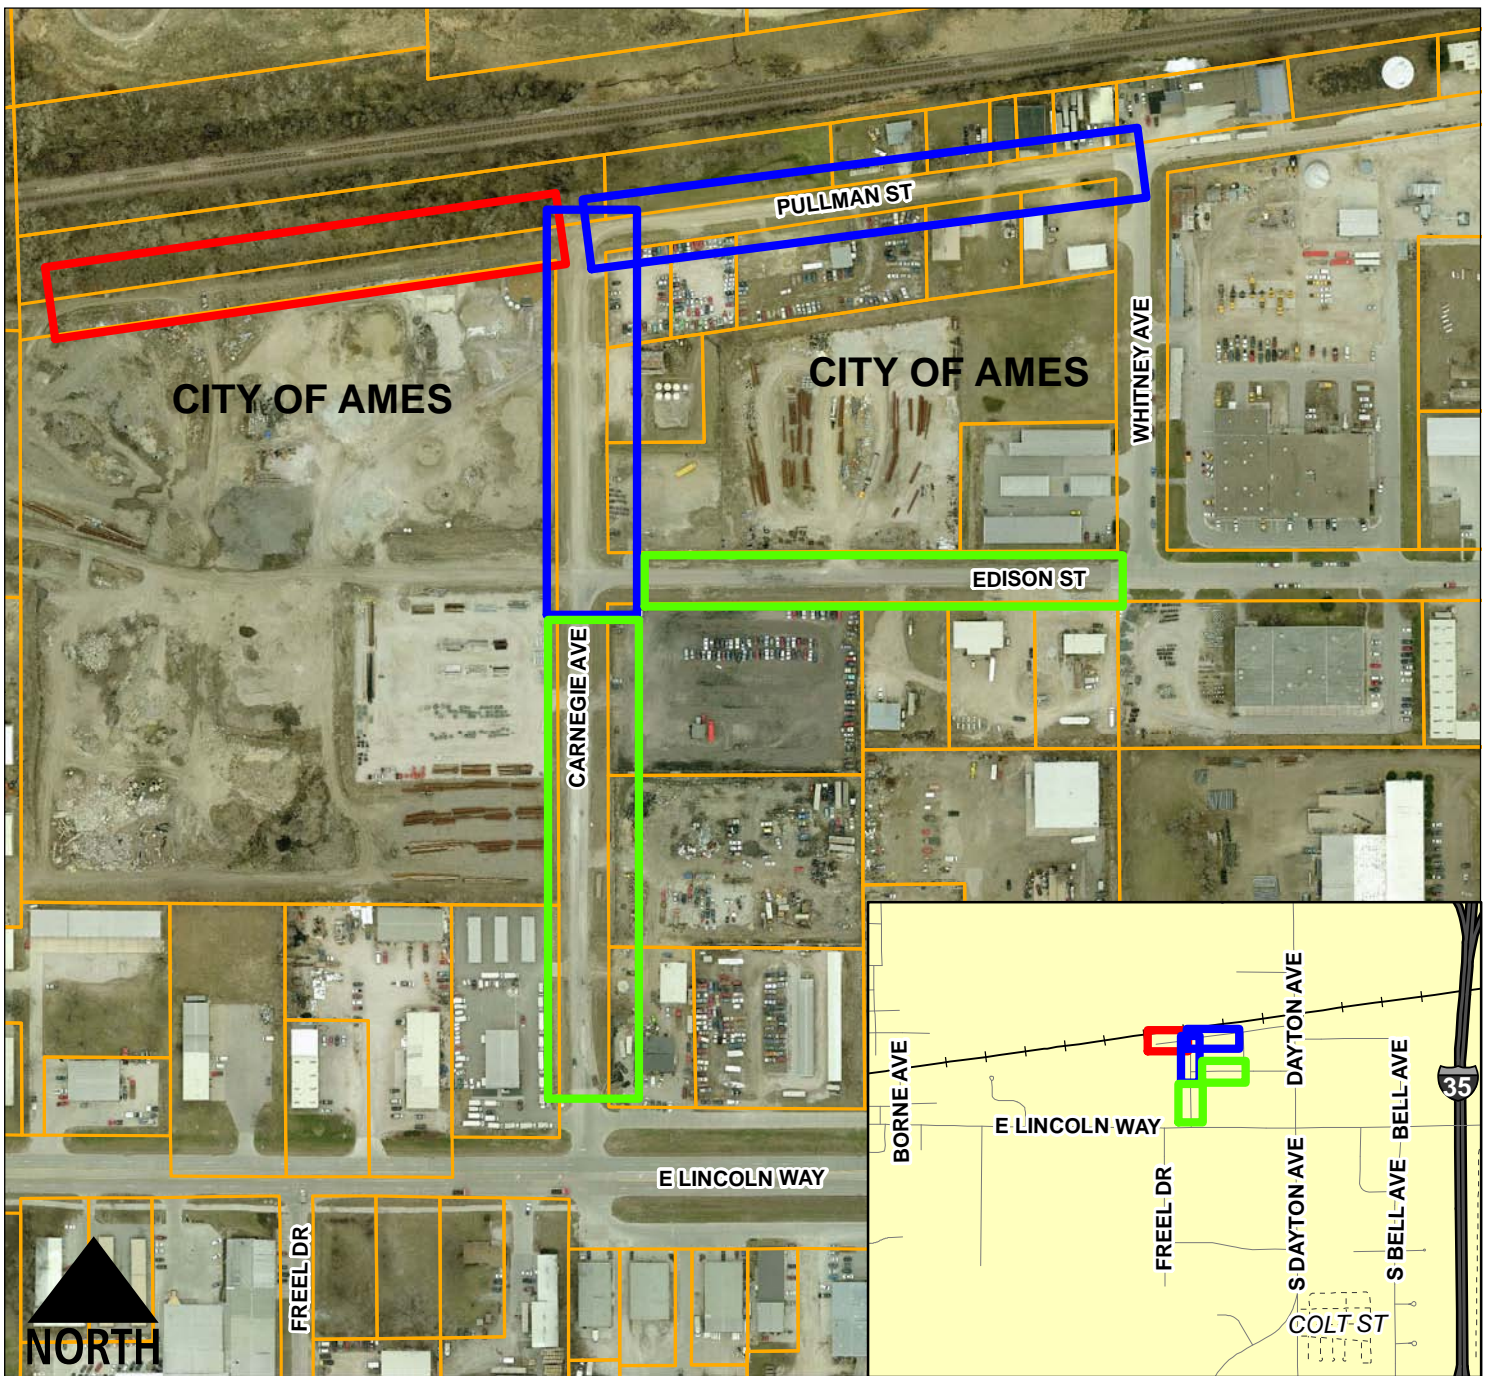 PULLMAN ST
WHITNEY AVE
CITY OF AMES
CITY OF AMES
EDISON ST
CARNEGIE AVE
E LINCOLN WAY
FREEL DR
NORTH
DAYTON AVE
BORNE AVE
BELL AVE
35
E LINCOLN WAY
FREEL DR
S DAYTON AVE
S BELL AVE
COLT ST